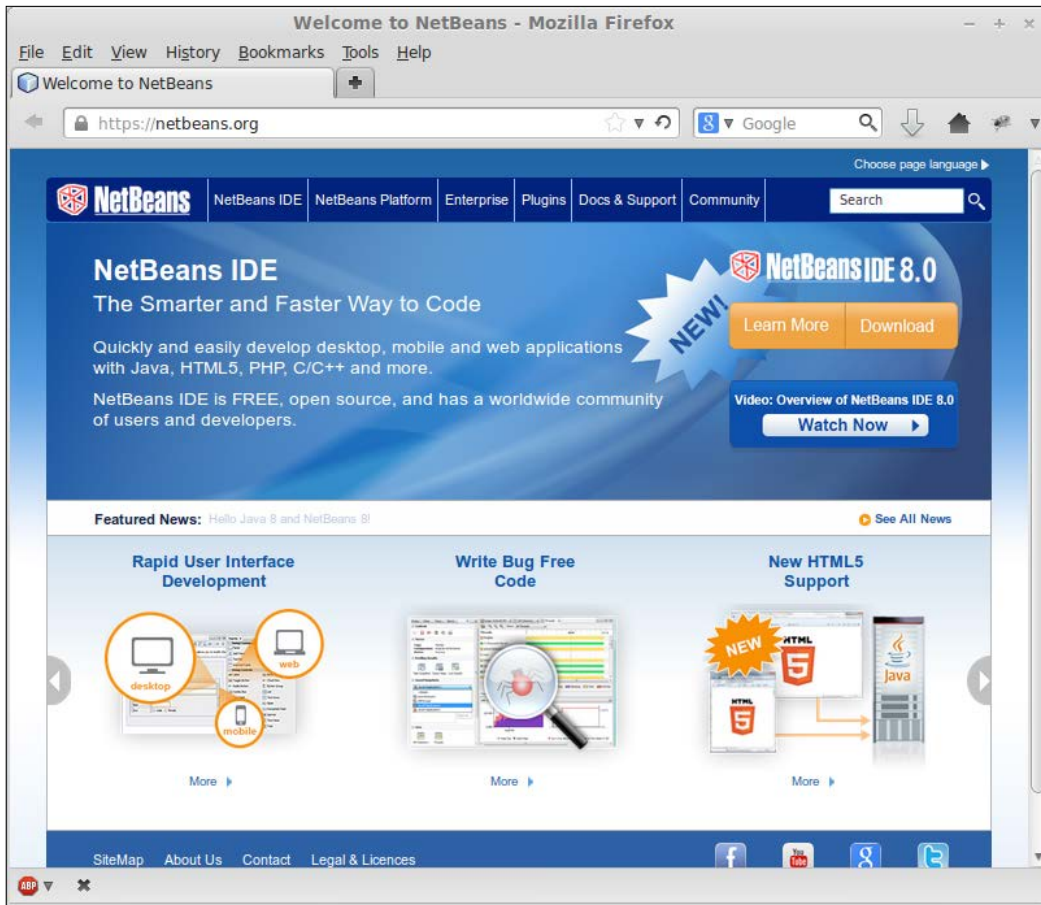 Welcome to NetBeans - Mozilla Firefox
File Edit View History Bookmarks Tools Help
Welcome to NetBeans
https://netbeans.org
Google
Choose page language
NetBeans
NetBeans IDE NetBeans Platform Enterprise Plugins Docs & Support Community
Search
NetBeans IDE
The Smarter and Faster Way to Code
Quickly and easily develop desktop, mobile and web applications
with Java, HTML5, PHP, C/C++ and more.
NetBeans IDE is FREE, open source, and has a worldwide community
of users and developers.
NEW!
NetBeans IDE 8.0
Learn More Download
Video: Overview of NetBeans IDE 8.0
Watch Now
Featured News: Hello Java 8 and NetBeans 8!
See All News
Rapid User Interface
Development
desktop
web
mobile
More
Write Bug Free
Code
More
New HTML5
Support
NEW
HTML
5
HTML
5
Java
More
SiteMap About Us Contact Legal & Licences
f
You
Tube
8
t
ABP